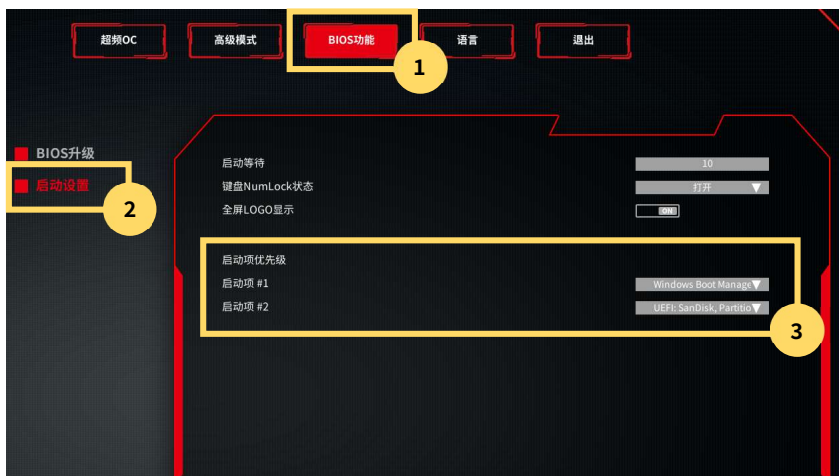 超频OC
高级模式
BIOS功能
语言
退出
1
BIOS升级
启动设置
2
启动等待
10
键盘NumLock状态
打开
全屏LOGO显示
ON
启动项优先级
启动项 #1
Windows Boot Manage
启动项 #2
UEFI: SanDisk, Partitio
3